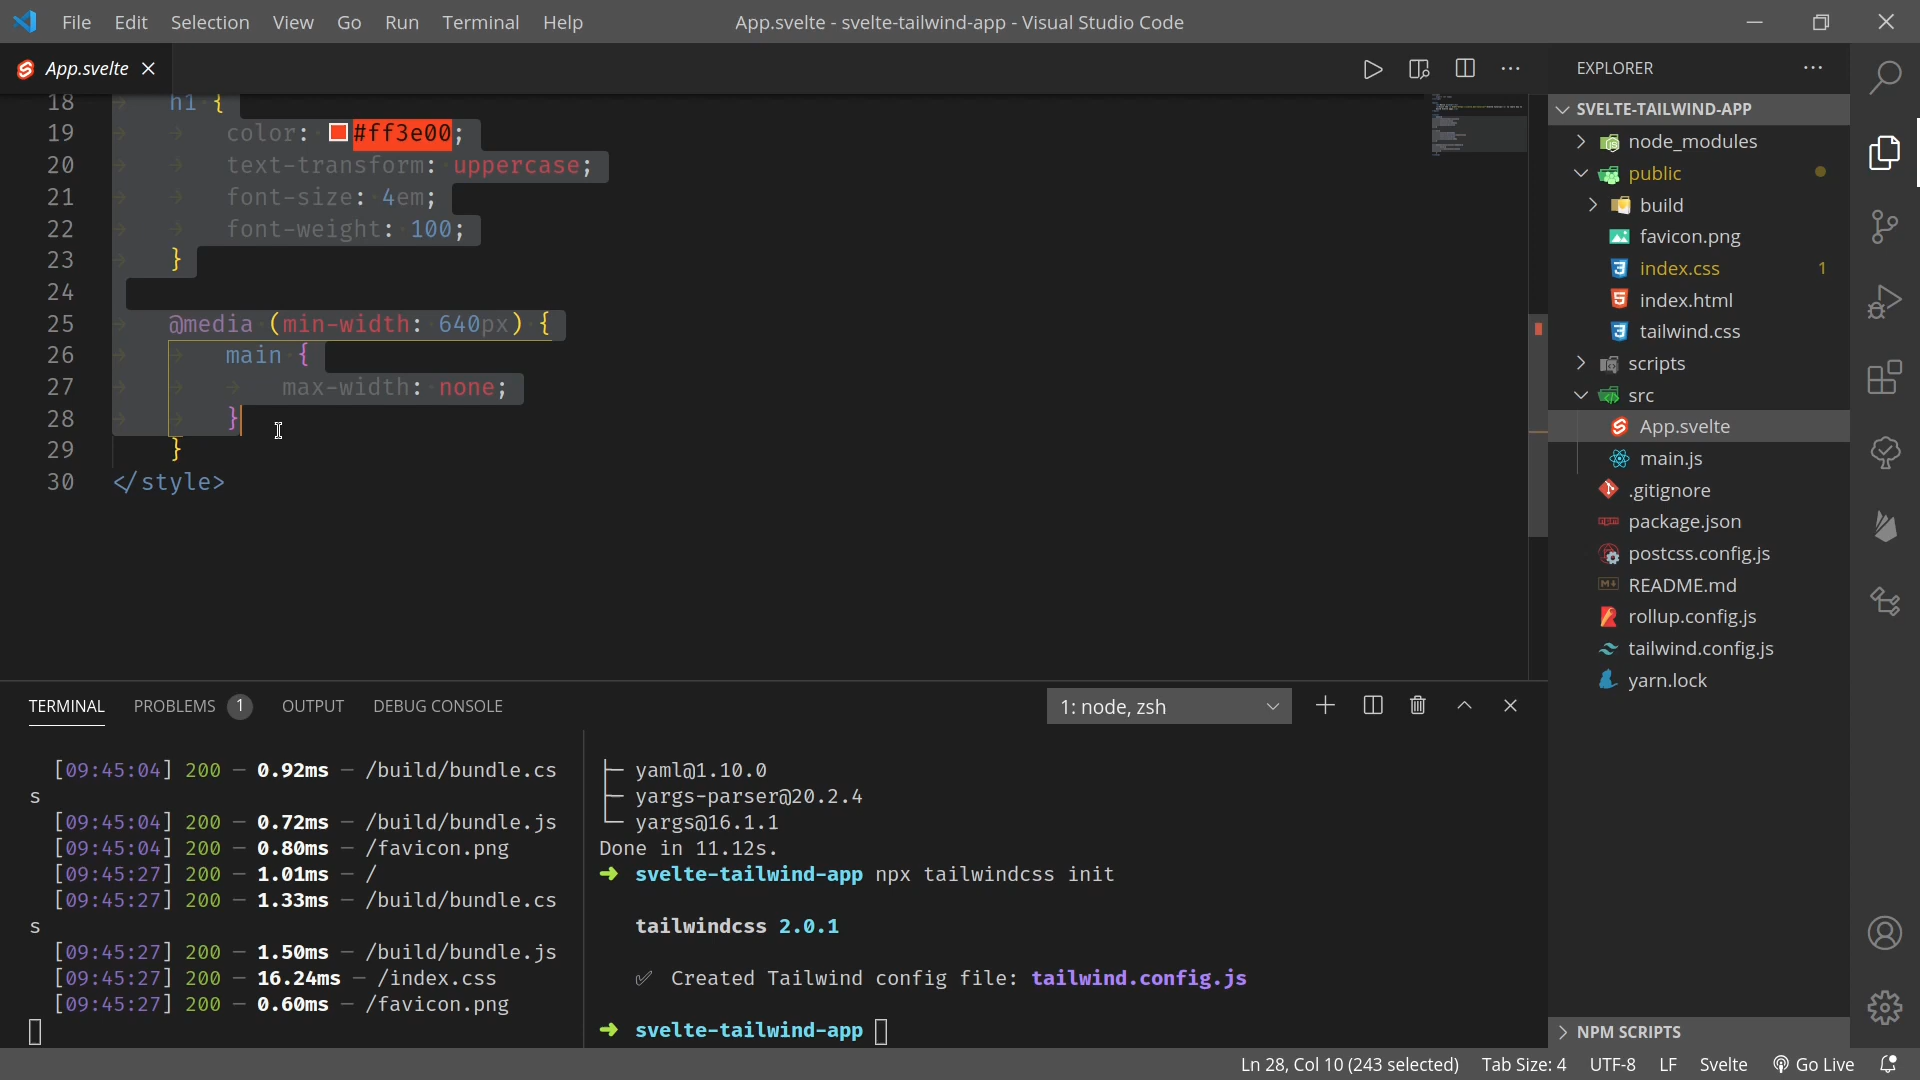 File Edit Selection View Go Run Terminal Help
App.svelte - svelte-tailwind-app - Visual Studio Code
App.svelte
18 h1 {
19 color: #ff3e00;
20 text-transform: uppercase;
21 font-size: 4em;
22 font-weight: 100;
23 }
24
25 @media (min-width: 640px) {
26 main {
27 max-width: none;
28 }
29 }
30 </style>
EXPLORER
SVELTE-TAILWIND-APP
node_modules
public
build
favicon.png
index.css 1
index.html
tailwind.css
scripts
src
App.svelte
main.js
.gitignore
package.json
postcss.config.js
README.md
rollup.config.js
tailwind.config.js
yarn.lock
NPM SCRIPTS
TERMINAL PROBLEMS 1 OUTPUT DEBUG CONSOLE
1: node, zsh
[09:45:04] 200 — 0.92ms — /build/bundle.cs
s
[09:45:04] 200 — 0.72ms — /build/bundle.js
[09:45:04] 200 — 0.80ms — /favicon.png
[09:45:27] 200 — 1.01ms — /
[09:45:27] 200 — 1.33ms — /build/bundle.cs
s
[09:45:27] 200 — 1.50ms — /build/bundle.js
[09:45:27] 200 — 16.24ms — /index.css
[09:45:27] 200 — 0.60ms — /favicon.png
├─ yaml@1.10.0
├─ yargs-parser@20.2.4
└─ yargs@16.1.1
Done in 11.12s.
➜ svelte-tailwind-app npx tailwindcss init
tailwindcss 2.0.1
✅ Created Tailwind config file: tailwind.config.js
➜ svelte-tailwind-app
Ln 28, Col 10 (243 selected) Tab Size: 4 UTF-8 LF Svelte Go Live